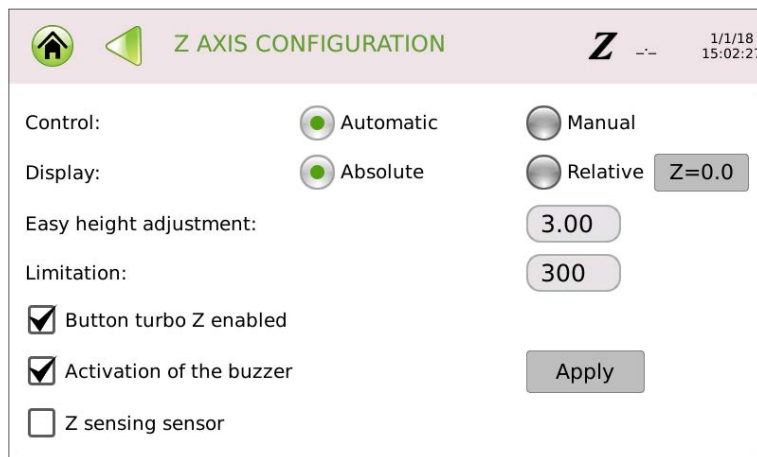 Z AXIS CONFIGURATION Z _._ 1/1/18
15:02:27
Control: Automatic Manual
Display: Absolute Relative Z=0.0
Easy height adjustment: 3.00
Limitation: 300
Button turbo Z enabled
Activation of the buzzer Apply
Z sensing sensor